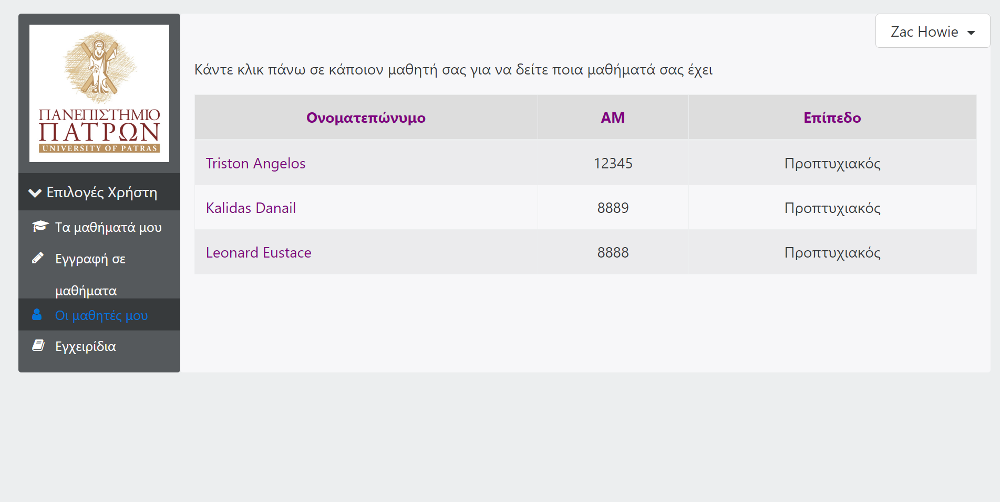 ΠΑΝΕΠΙΣΤΗΜΙΟ
ΠΑΤΡΩΝ
UNIVERSITY OF PATRAS
Επιλογές Χρήστη
Τα μαθήματά μου
Εγγραφή σε
μαθήματα
Οι μαθητές μου
Εγχειρίδια
Zac Howie
Κάντε κλικ πάνω σε κάποιον μαθητή σας για να δείτε ποια μαθήματά σας έχει
Ονοματεπώνυμο ΑΜ Επίπεδο
Triston Angelos 12345 Προπτυχιακός
Kalidas Danail 8889 Προπτυχιακός
Leonard Eustace 8888 Προπτυχιακός